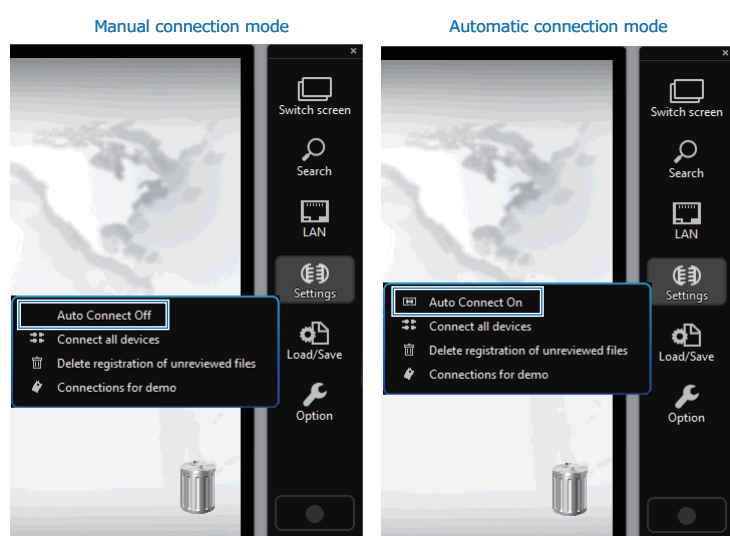 Manual connection mode
Switch screen
Search
LAN
Settings
Auto Connect Off
Connect all devices
Delete registration of unreviewed files
Connections for demo
Load/Save
Option
Automatic connection mode
Switch screen
Search
LAN
Settings
Auto Connect On
Connect all devices
Delete registration of unreviewed files
Connections for demo
Load/Save
Option